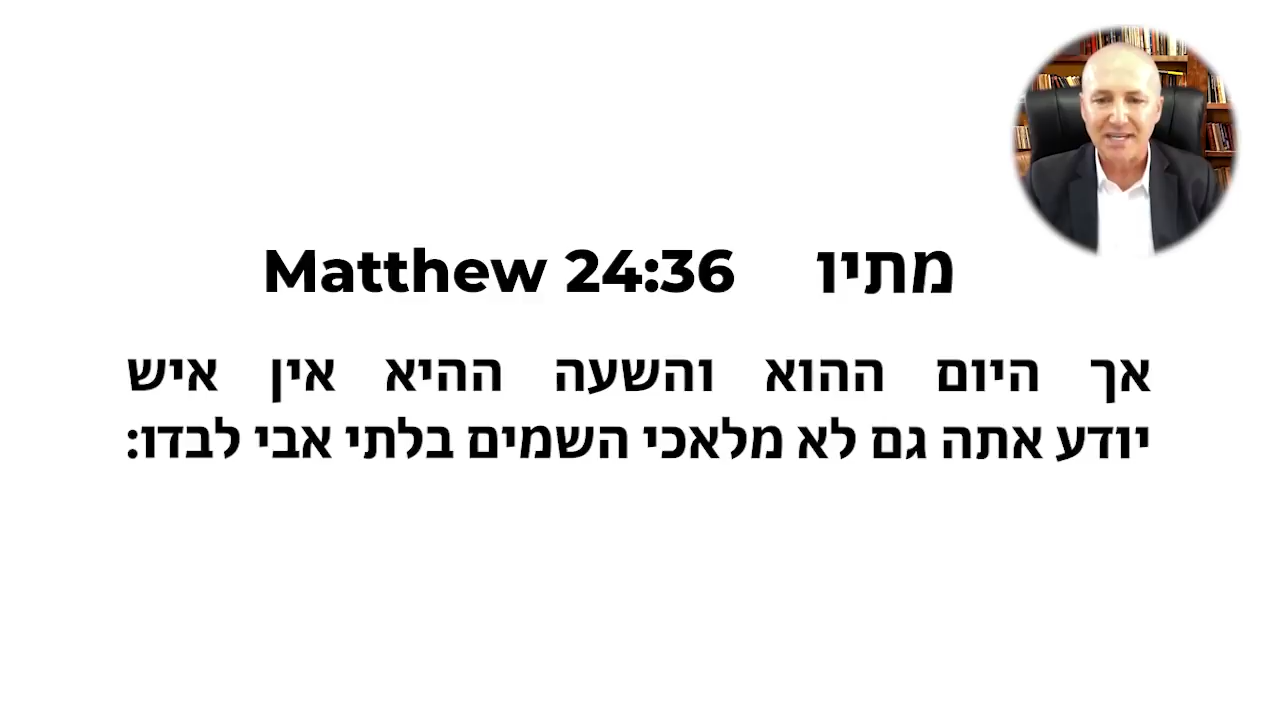 Matthew 24:36 מתיו
אך היום ההוא והשעה ההיא אין איש
יודע אתה גם לא מלאכי השמים בלתי אבי לבדו: